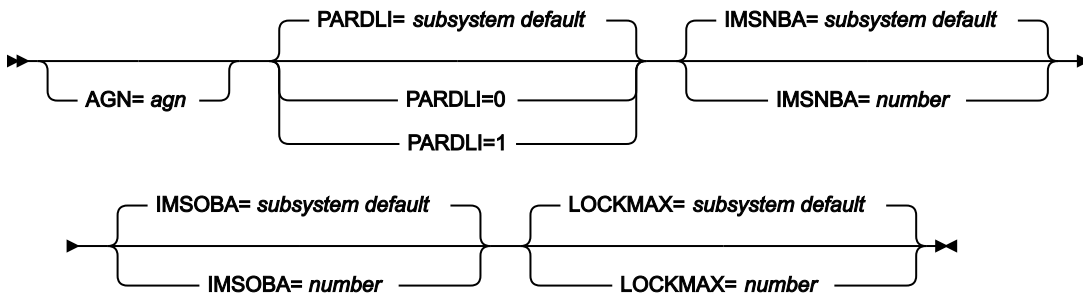 PARDLI= subsystem default
IMSNBA= subsystem default
AGN= agn
PARDLI=0
IMSNBA= number
PARDLI=1
IMSOBA= subsystem default
LOCKMAX= subsystem default
IMSOBA= number
LOCKMAX= number